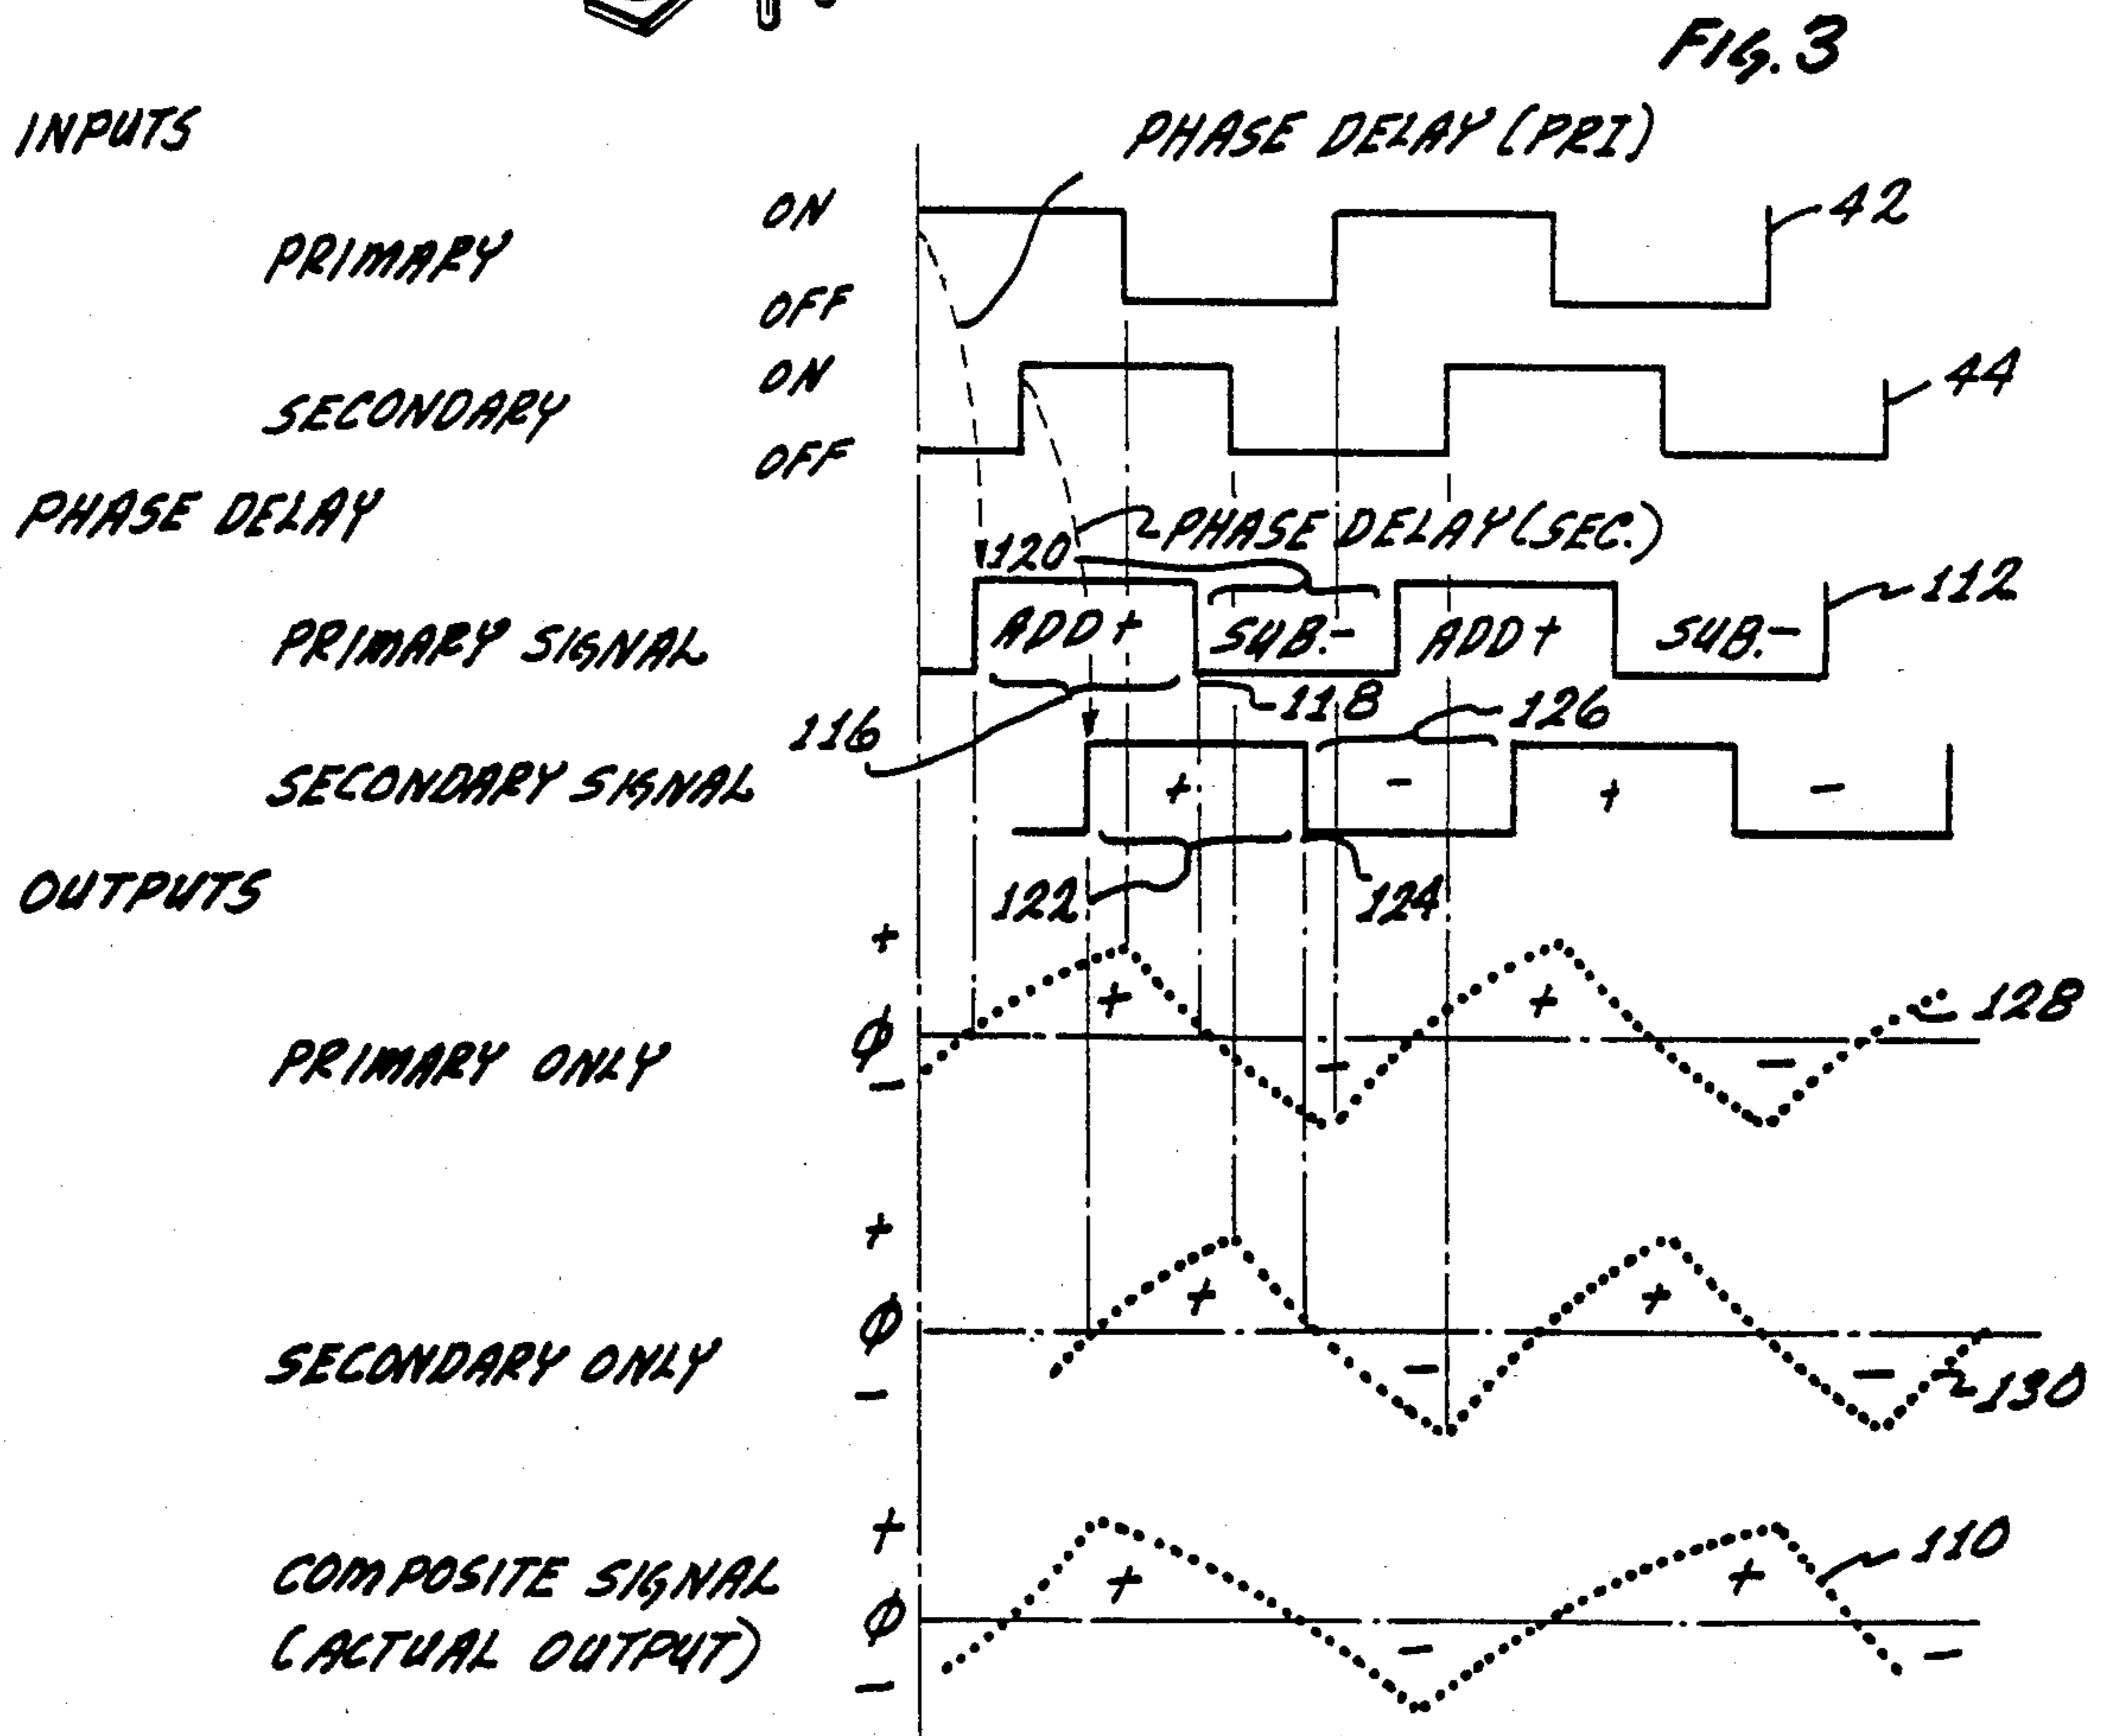 FIG. 3
INPUTS
PHASE DELAY (PRI)
PRIMARY
ON
OFF
42
SECONDARY
ON
OFF
44
PHASE DELAY
PHASE DELAY (SEC.)
120
PRIMARY SIGNAL
ADD +
SUB. -
ADD +
SUB. -
112
116
118
126
SECONDARY SIGNAL
+
-
+
-
122
124
OUTPUTS
PRIMARY ONLY
+
ϕ
-
+
-
+
-
128
SECONDARY ONLY
+
ϕ
-
+
-
+
-
130
COMPOSITE SIGNAL
(ACTUAL OUTPUT)
+
ϕ
-
+
-
+
-
110